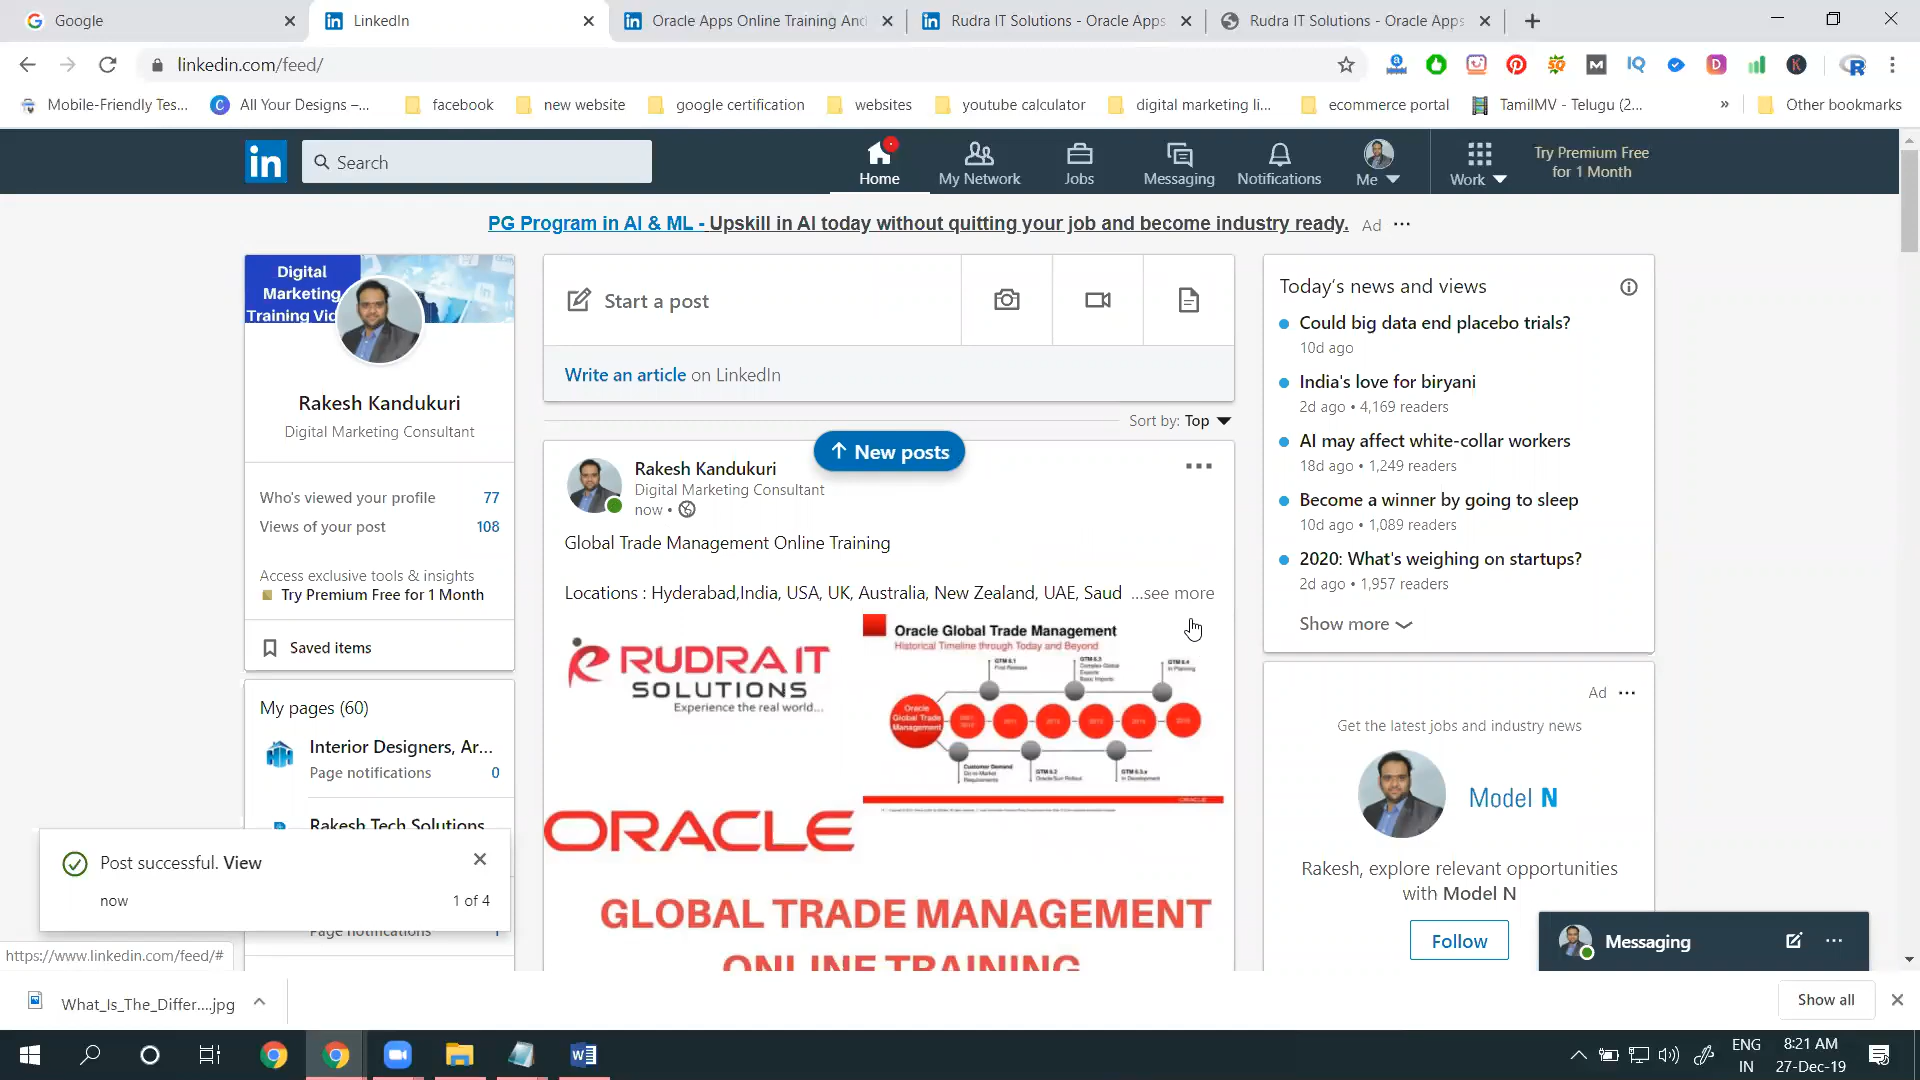 Google
LinkedIn
Oracle Apps Online Training And
Rudra IT Solutions - Oracle Apps
Rudra IT Solutions - Oracle Apps
linkedin.com/feed/
Mobile-Friendly Tes...
All Your Designs –...
facebook
new website
google certification
websites
youtube calculator
digital marketing li...
ecommerce portal
TamilMV - Telugu (2...
»
Other bookmarks
in
Search
Home
My Network
Jobs
Messaging
Notifications
Me
Work
Try Premium Free
for 1 Month
PG Program in AI & ML - Upskill in AI today without quitting your job and become industry ready. Ad ···
Digital
Marketing
Training Vid
Rakesh Kandukuri
Digital Marketing Consultant
Who's viewed your profile 77
Views of your post 108
Access exclusive tools & insights
Try Premium Free for 1 Month
Saved items
My pages (60)
Interior Designers, Ar...
Page notifications 0
Rakesh Tech Solutions
Page notifications 1
Post successful. View
now 1 of 4
https://www.linkedin.com/feed/#
Start a post
Write an article on LinkedIn
Sort by: Top
New posts
Rakesh Kandukuri
Digital Marketing Consultant
now •
Global Trade Management Online Training
Locations : Hyderabad,India, USA, UK, Australia, New Zealand, UAE, Saud ...see more
RUDRA IT
SOLUTIONS
Experience the real world...
Oracle Global Trade Management
Historical Timeline through Today and Beyond
Oracle
Global Trade
Management
Customer Demand
ORACLE
ORACLE
GLOBAL TRADE MANAGEMENT
ONLINE TRAINING
Today's news and views
Could big data end placebo trials?
10d ago
India's love for biryani
2d ago • 4,169 readers
AI may affect white-collar workers
18d ago • 1,249 readers
Become a winner by going to sleep
10d ago • 1,089 readers
2020: What's weighing on startups?
2d ago • 1,957 readers
Show more
Ad ···
Get the latest jobs and industry news
Model N
Rakesh, explore relevant opportunities
with Model N
Follow
Messaging
What_Is_The_Differ....jpg
Show all
ENG
IN
8:21 AM
27-Dec-19